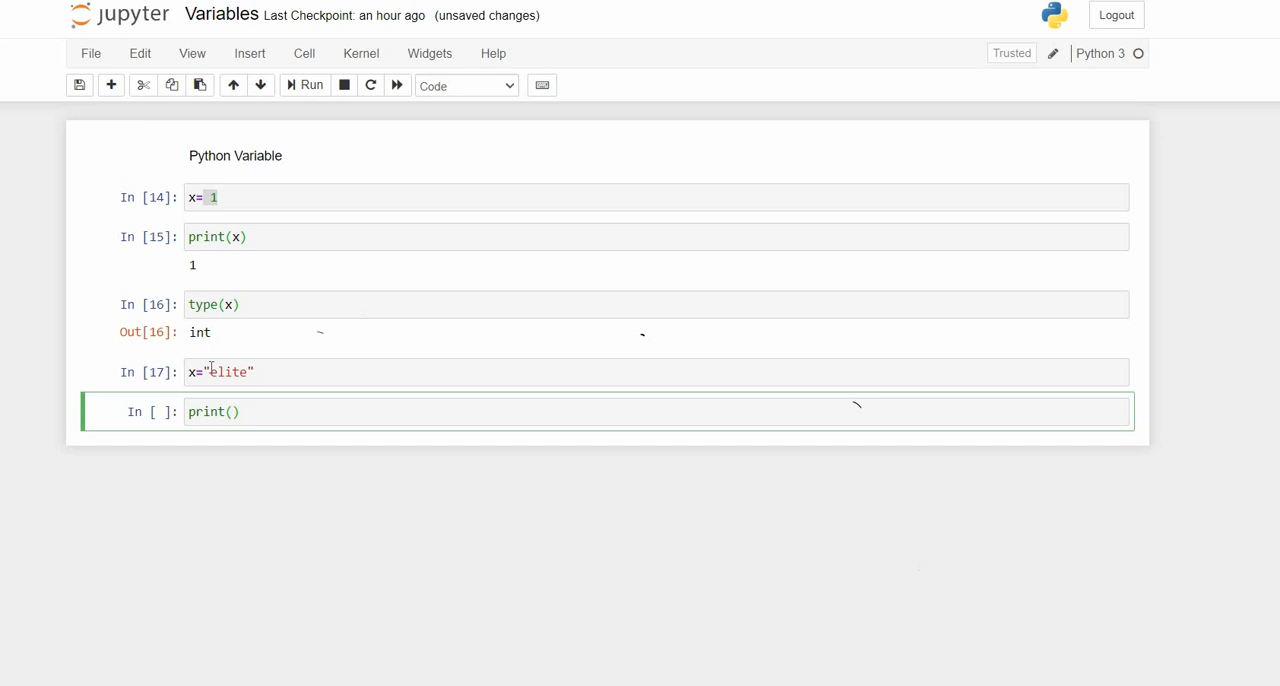 jupyter Variables Last Checkpoint: an hour ago (unsaved changes) Logout
File Edit View Insert Cell Kernel Widgets Help Trusted Python 3
Run Code
Python Variable
In [14]: x= 1
In [15]: print(x)
1
In [16]: type(x)
Out[16]: int
In [17]: x="elite"
In [ ]: print()